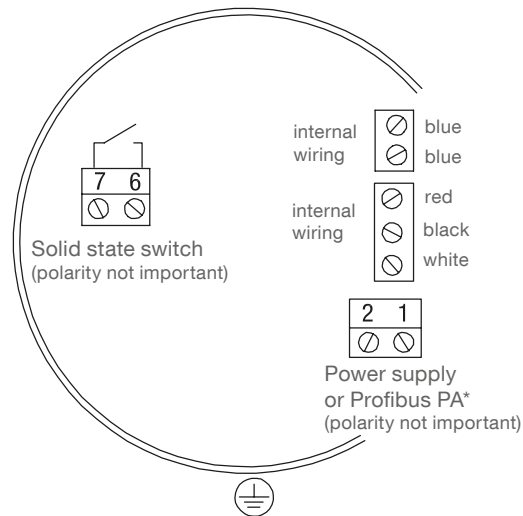 internal
wiring
blue
blue
7 6
Solid state switch
(polarity not important)
internal
wiring
red
black
white
2 1
Power supply
or Profibus PA*
(polarity not important)